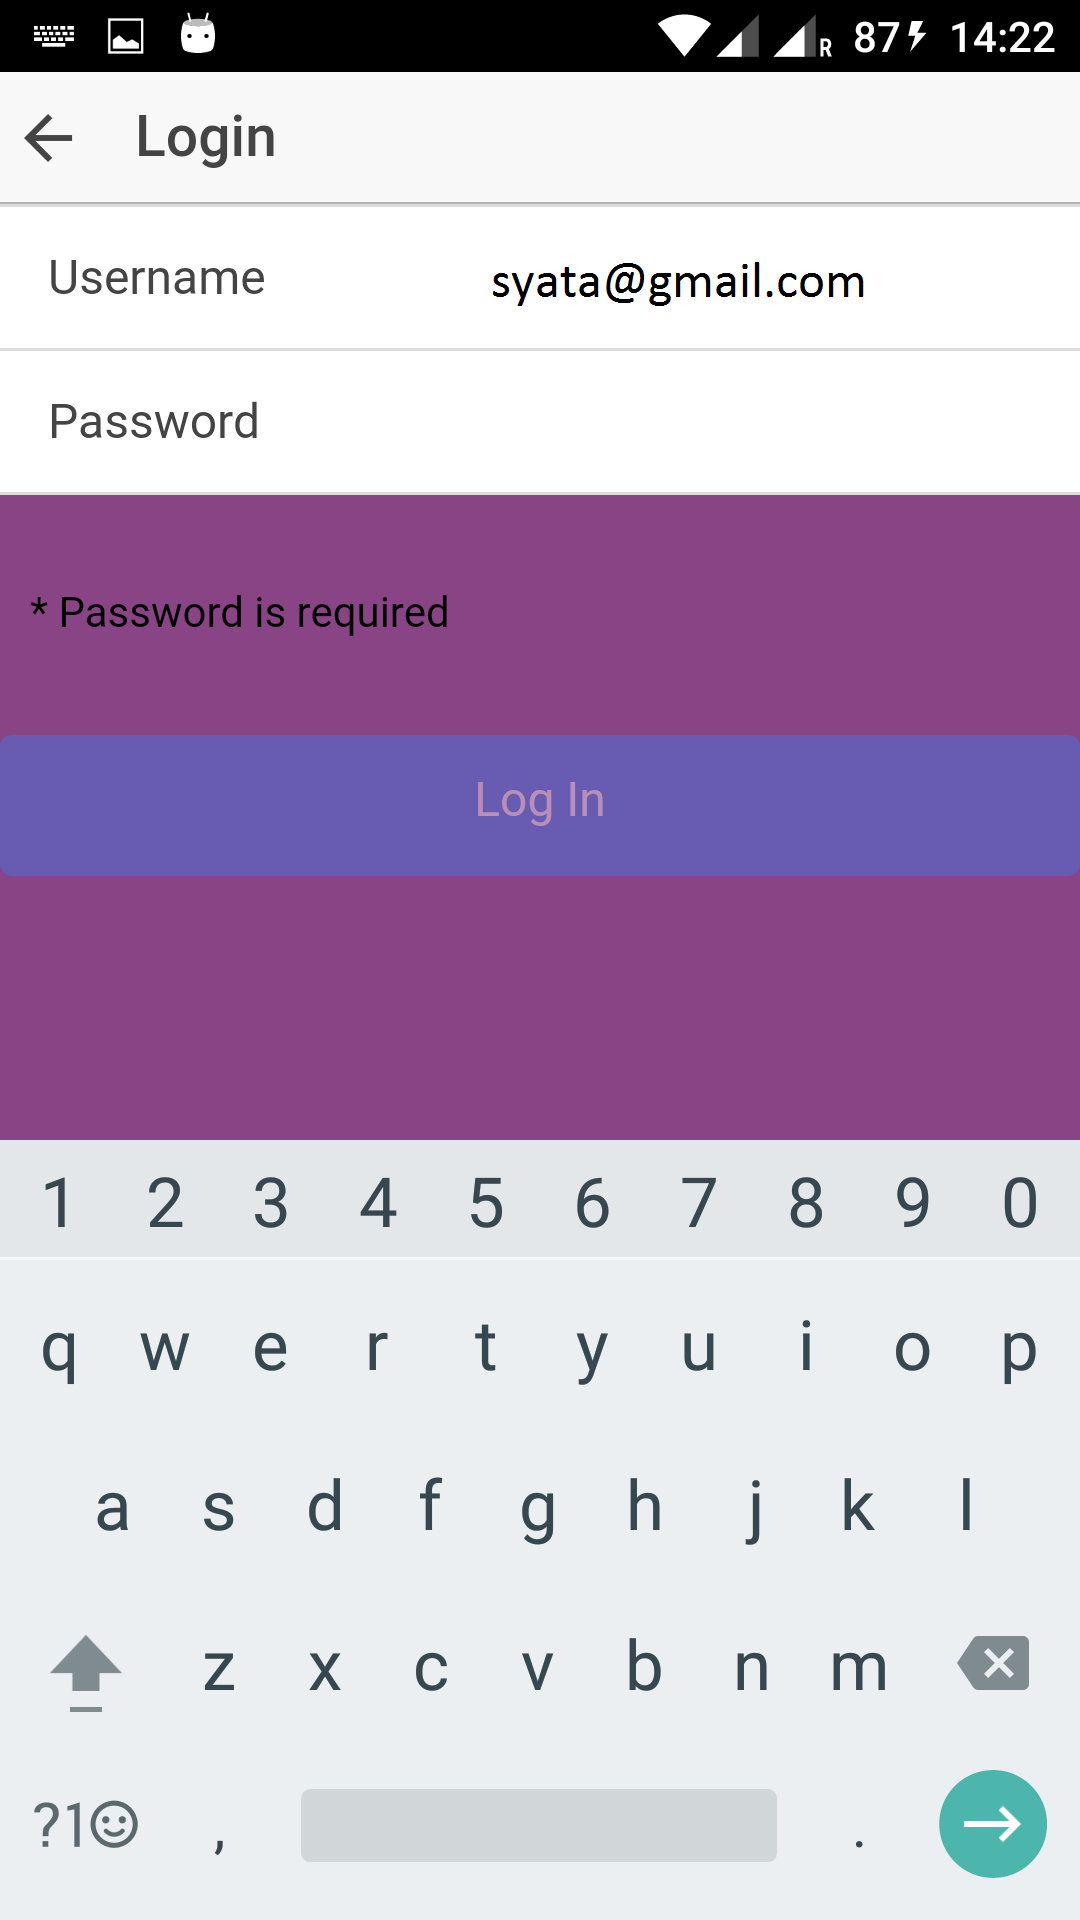 R 87 14:22
Login
Username syata@gmail.com
Password
* Password is required
Log In
1 2 3 4 5 6 7 8 9 0
q w e r t y u i o p
a s d f g h j k l
z x c v b n m
?1☺ , .